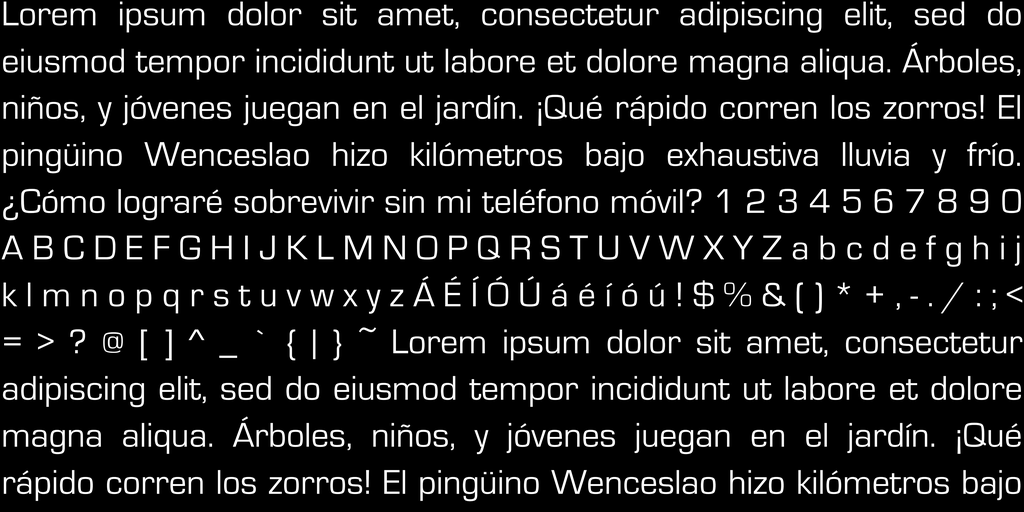 Lorem ipsum dolor sit amet, consectetur adipiscing elit, sed do
eiusmod tempor incididunt ut labore et dolore magna aliqua. Árboles,
niños, y jóvenes juegan en el jardín. ¡Qué rápido corren los zorros! El
pingüino Wenceslao hizo kilómetros bajo exhaustiva lluvia y frío.
¿Cómo lograré sobrevivir sin mi teléfono móvil? 1 2 3 4 5 6 7 8 9 0
A B C D E F G H I J K L M N O P Q R S T U V W X Y Z a b c d e f g h i j
k l m n o p q r s t u v w x y z Á É Í Ó Ú á é í ó ú ! $ % & ( ) * + , - . / : ; <
= > ? @ [ ] ^ _ ` { | } ~ Lorem ipsum dolor sit amet, consectetur
adipiscing elit, sed do eiusmod tempor incididunt ut labore et dolore
magna aliqua. Árboles, niños, y jóvenes juegan en el jardín. ¡Qué
rápido corren los zorros! El pingüino Wenceslao hizo kilómetros bajo